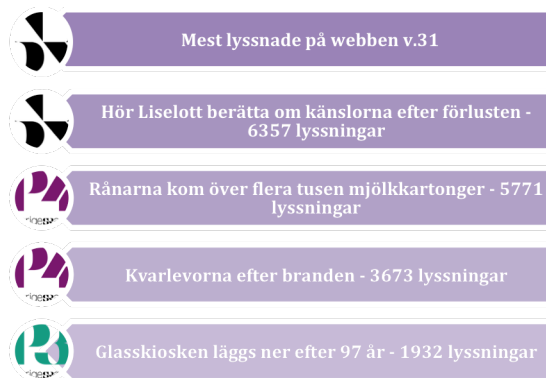 Mest lyssnade på webben v.31
Hör Liselott berätta om känslorna efter förlusten -
6357 lyssningar
Rånarna kom över flera tusen mjölkkartonger - 5771
lyssningar
Kvarlevorna efter branden - 3673 lyssningar
Glasskiosken läggs ner efter 97 år - 1932 lyssningar